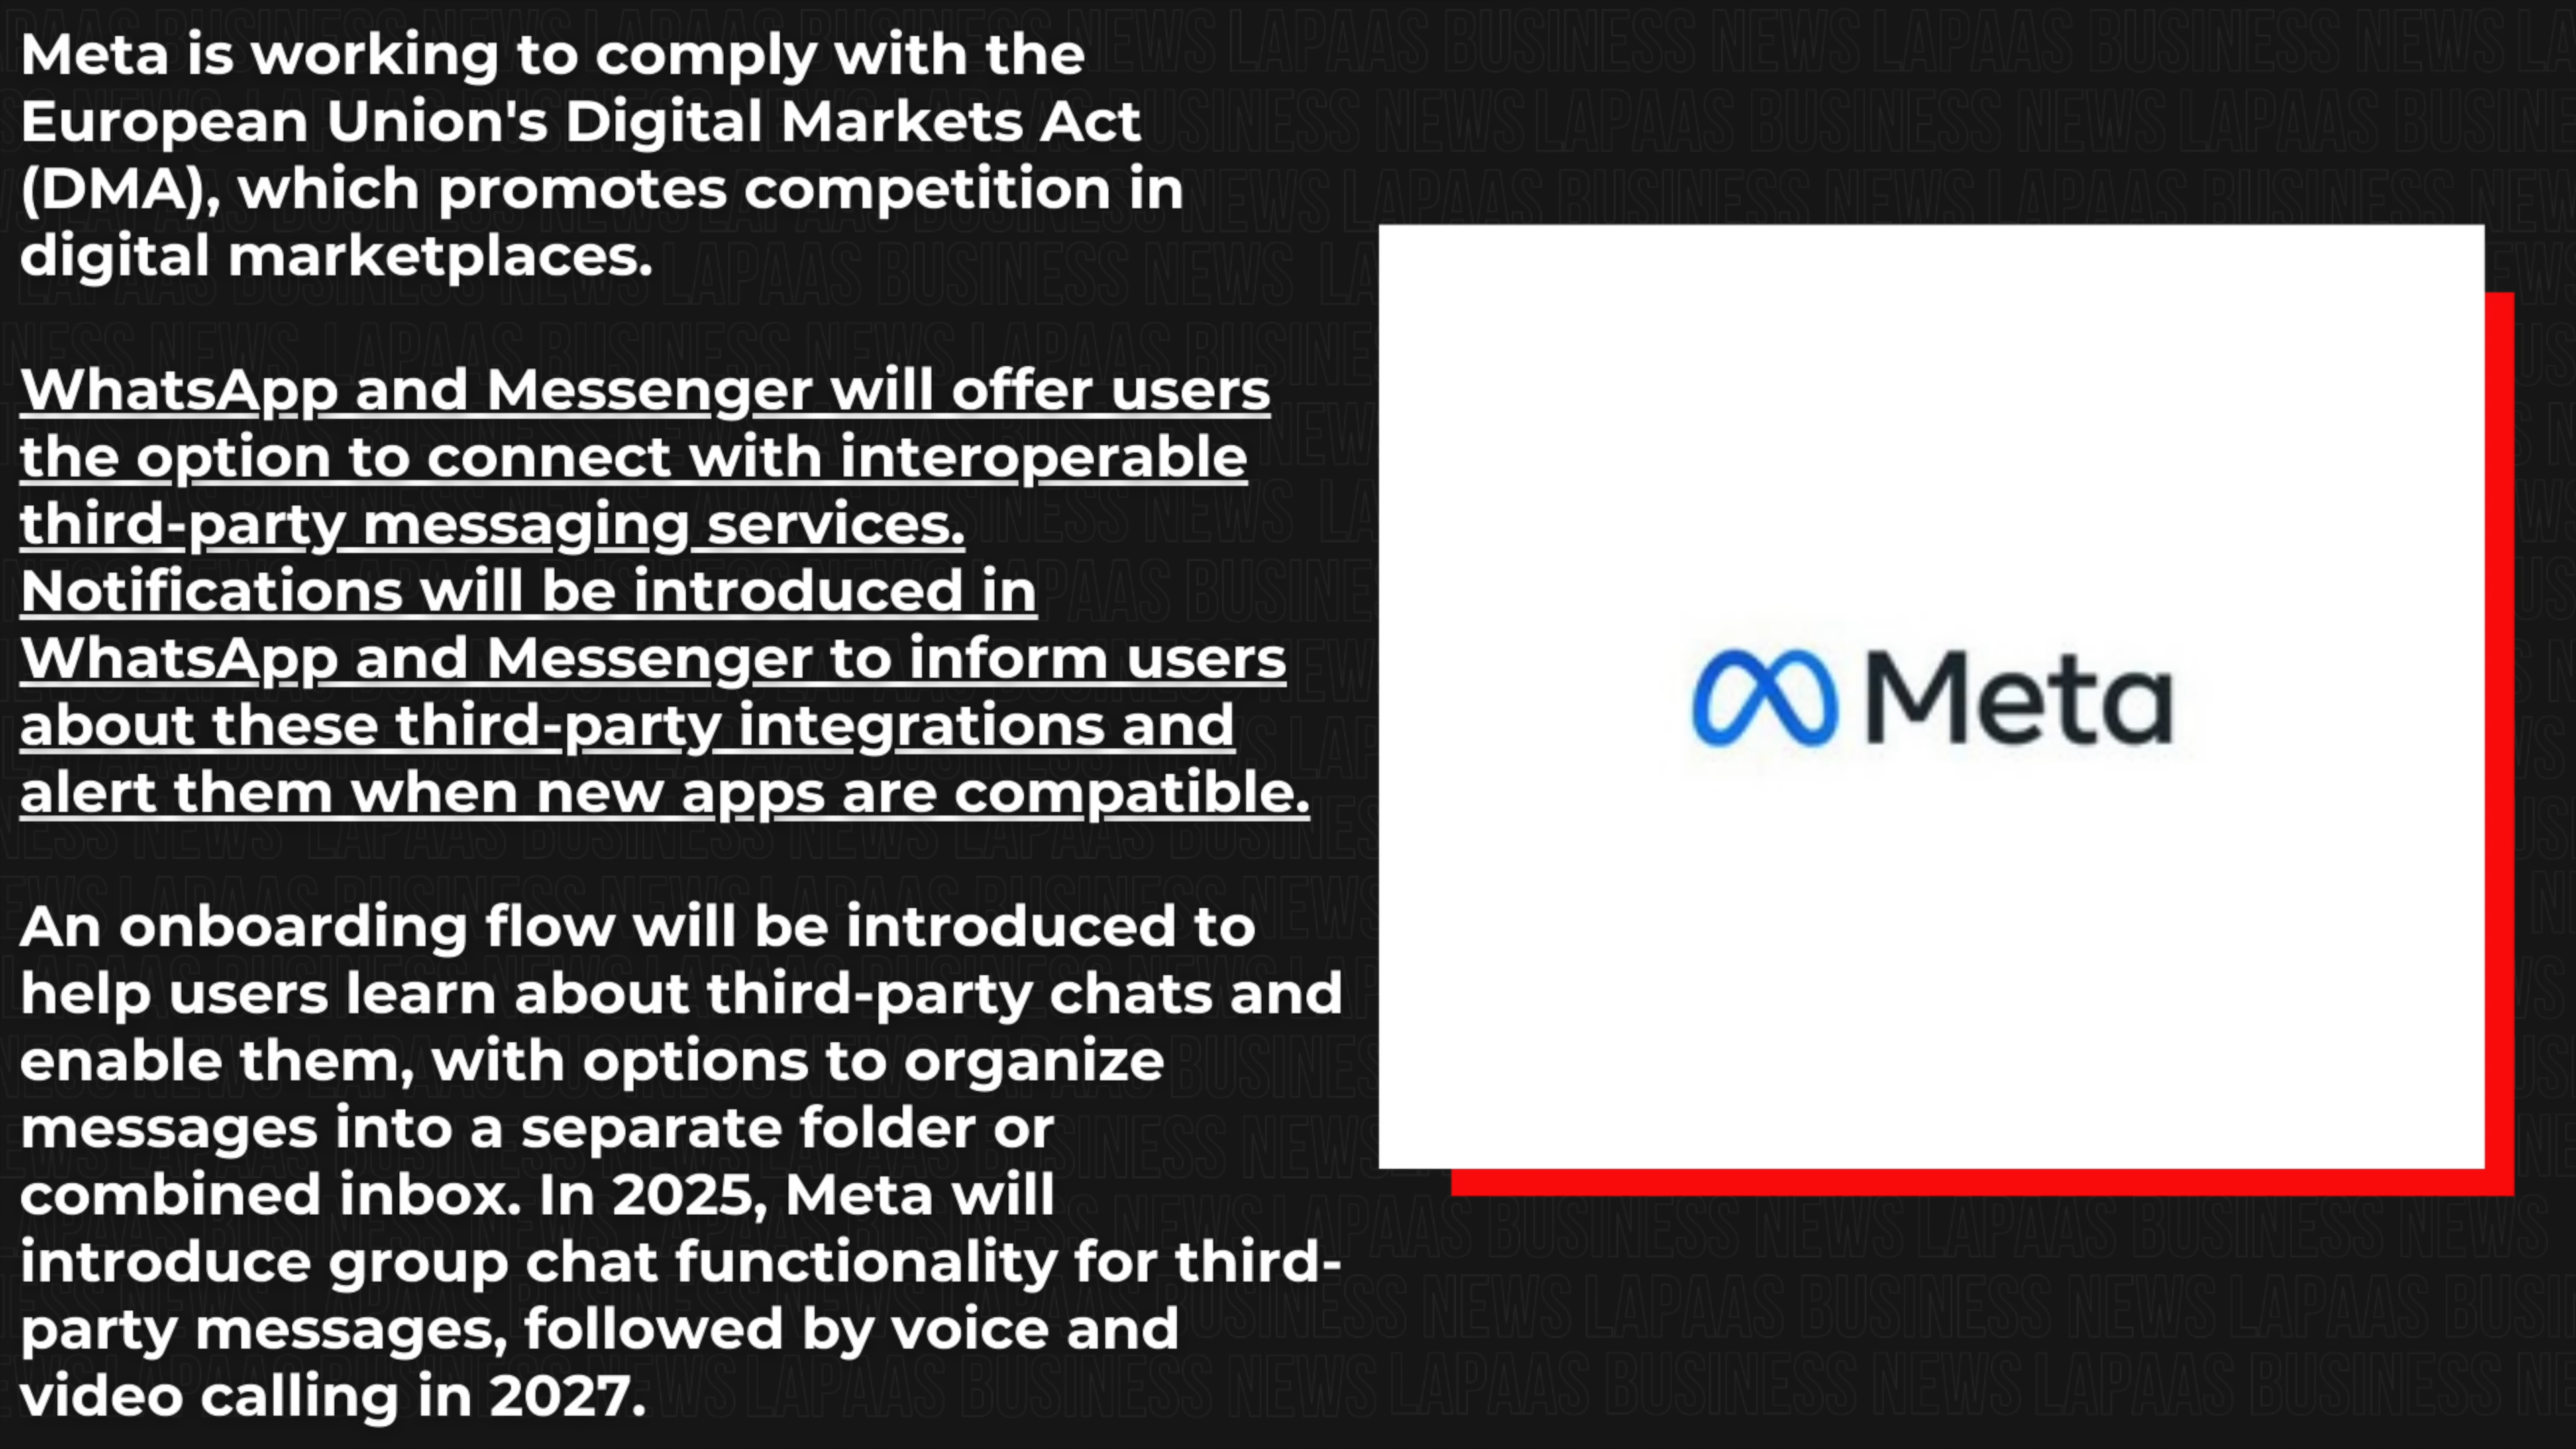 Meta is working to comply with the
European Union's Digital Markets Act
(DMA), which promotes competition in
digital marketplaces.
WhatsApp and Messenger will offer users
the option to connect with interoperable
third-party messaging services.
Notifications will be introduced in
WhatsApp and Messenger to inform users
about these third-party integrations and
alert them when new apps are compatible.
An onboarding flow will be introduced to
help users learn about third-party chats and
enable them, with options to organize
messages into a separate folder or
combined inbox. In 2025, Meta will
introduce group chat functionality for third-
party messages, followed by voice and
video calling in 2027.
Meta
LAPAAS BUSINESS NEWS